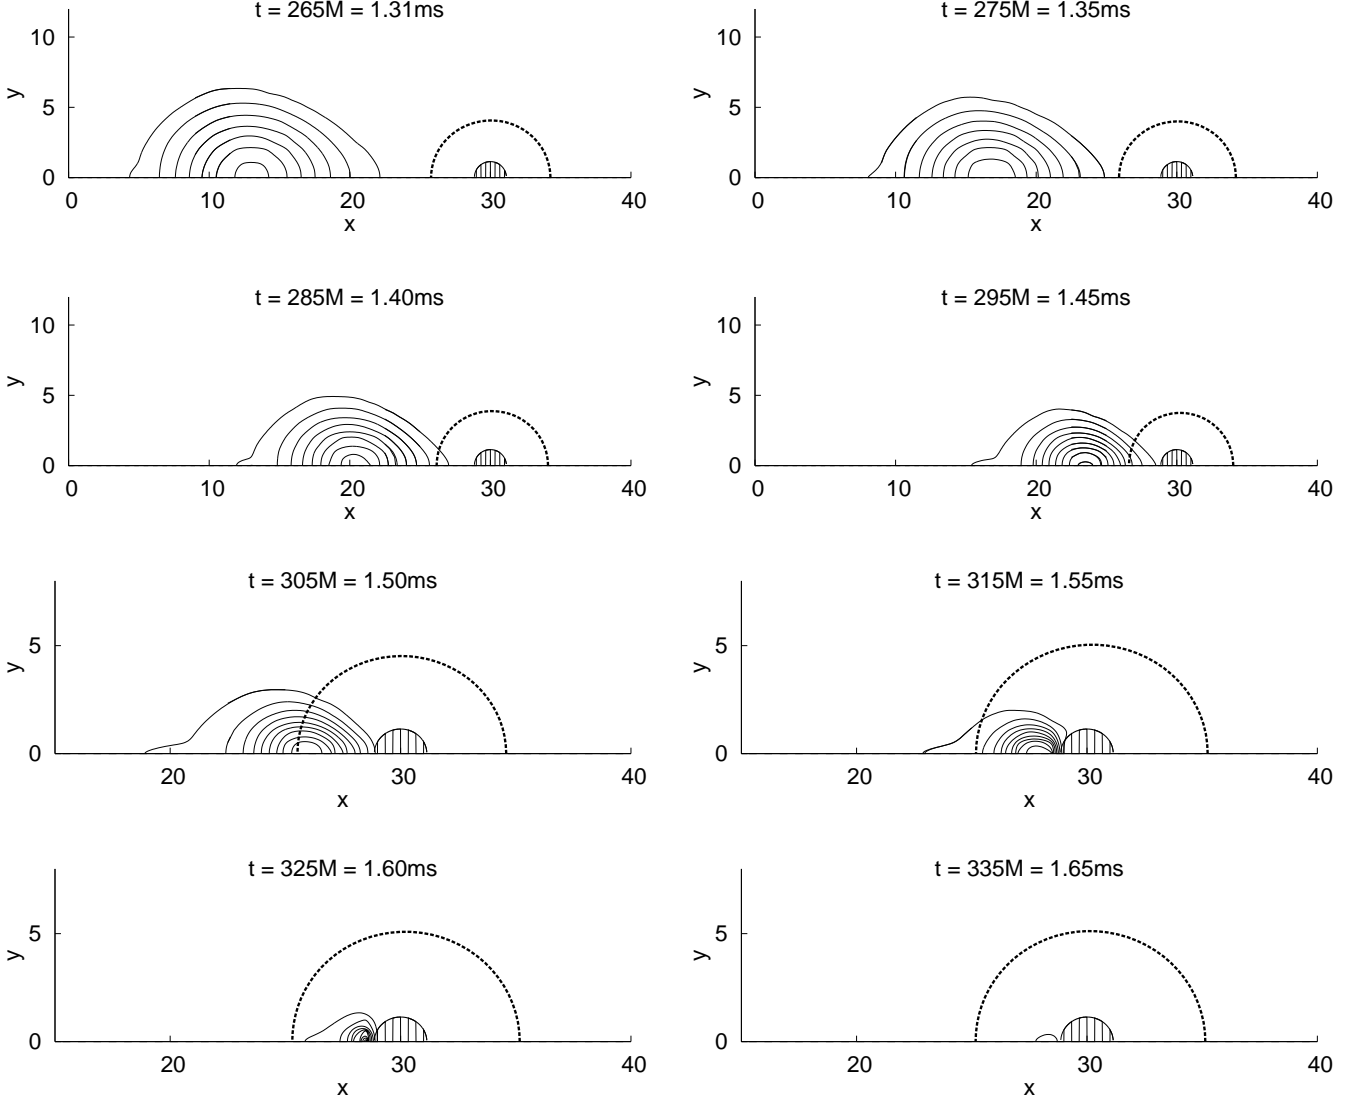 t = 265M = 1.31ms
10
5
0
y
0 10 20 30 40
x
t = 275M = 1.35ms
10
5
0
y
0 10 20 30 40
x
t = 285M = 1.40ms
10
5
0
y
0 10 20 30 40
x
t = 295M = 1.45ms
10
5
0
y
0 10 20 30 40
x
t = 305M = 1.50ms
5
0
y
20 30 40
x
t = 315M = 1.55ms
5
0
y
20 30 40
x
t = 325M = 1.60ms
5
0
y
20 30 40
x
t = 335M = 1.65ms
5
0
y
20 30 40
x